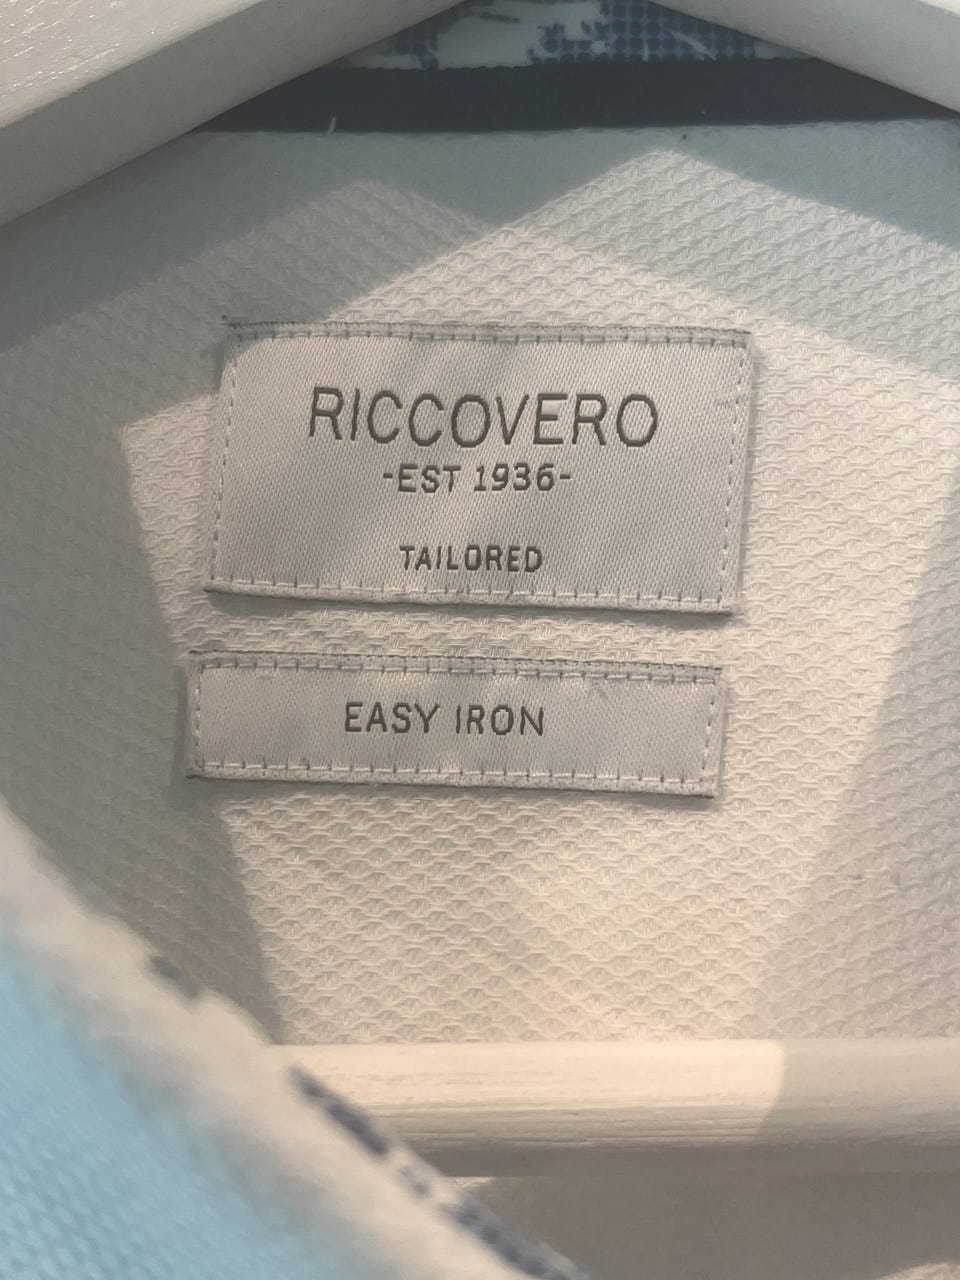 RICCOVERO
-EST 1936-
TAILORED
EASY IRON